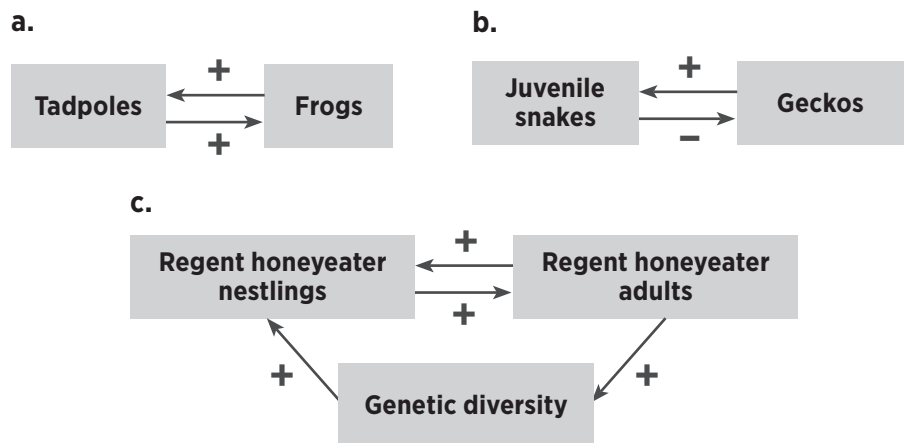 a.
+
Tadpoles
Frogs
+
b.
+
Juvenile
snakes
Geckos
−
c.
+
Regent honeyeater
nestlings
Regent honeyeater
adults
+
+
+
Genetic diversity